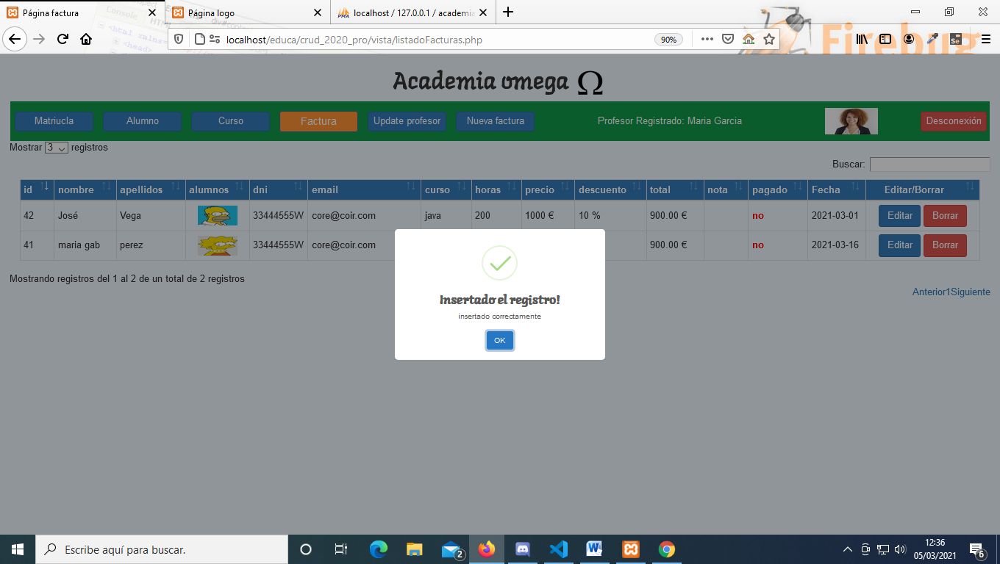 Página factura
Página logo
localhost / 127.0.0.1 / academia
localhost/educa/crud_2020_pro/vista/listadoFacturas.php
90%
Firebug
Academia omega Ω
Matriucla Alumno Curso Factura Update profesor Nueva factura Profesor Registrado: Maria Garcia Desconexión
Mostrar 3 registros
Buscar:
id nombre apellidos alumnos dni email curso horas precio descuento total nota pagado Fecha Editar/Borrar
42 José Vega 33444555W core@coir.com java 200 1000 € 10 % 900.00 € no 2021-03-01 Editar Borrar
41 maria gab perez 33444555W core@coir.com 900.00 € no 2021-03-16 Editar Borrar
Mostrando registros del 1 al 2 de un total de 2 registros
Anterior1Siguiente
Insertado el registro!
insertado correctamente
OK
Escribe aquí para buscar.
2
12:36
05/03/2021
6